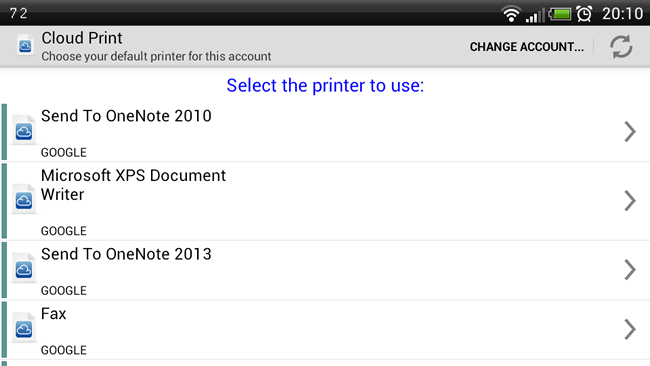 72 20:10
Cloud Print
Choose your default printer for this account
CHANGE ACCOUNT...
Select the printer to use:
Send To OneNote 2010
GOOGLE
Microsoft XPS Document
Writer
GOOGLE
Send To OneNote 2013
GOOGLE
Fax
GOOGLE